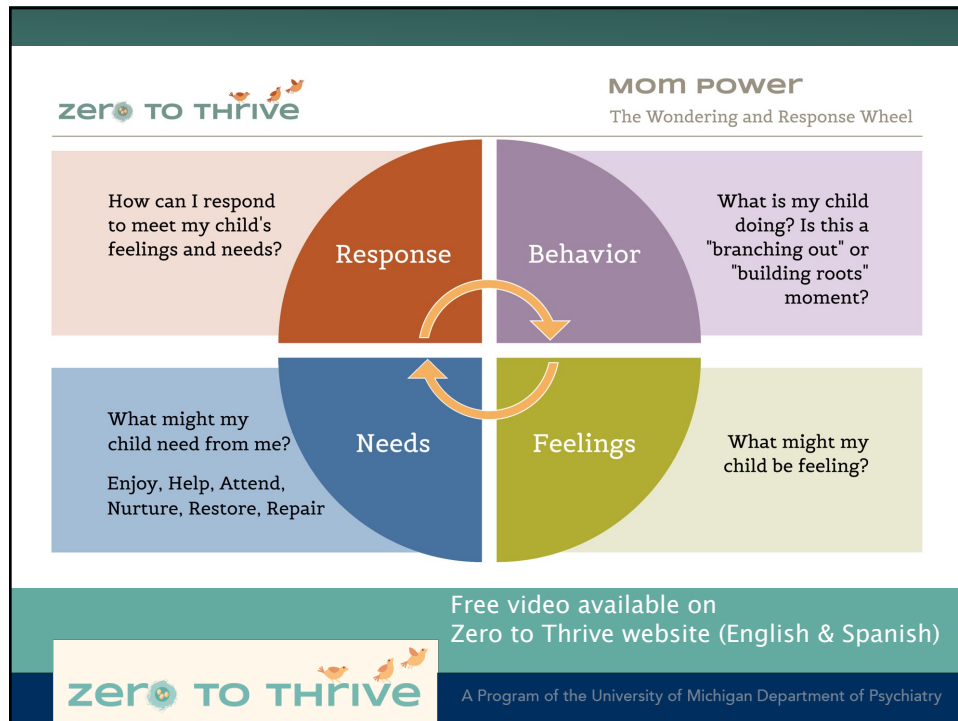 zero TO THrIVe
MOM POWer
The Wondering and Response Wheel
How can I respond
to meet my child's
feelings and needs?
Response
Behavior
What is my child
doing? Is this a
"branching out" or
"building roots"
moment?
What might my
child need from me?
Enjoy, Help, Attend,
Nurture, Restore, Repair
Needs
Feelings
What might my
child be feeling?
Free video available on
Zero to Thrive website (English & Spanish)
zero TO THrIVe
A Program of the University of Michigan Department of Psychiatry